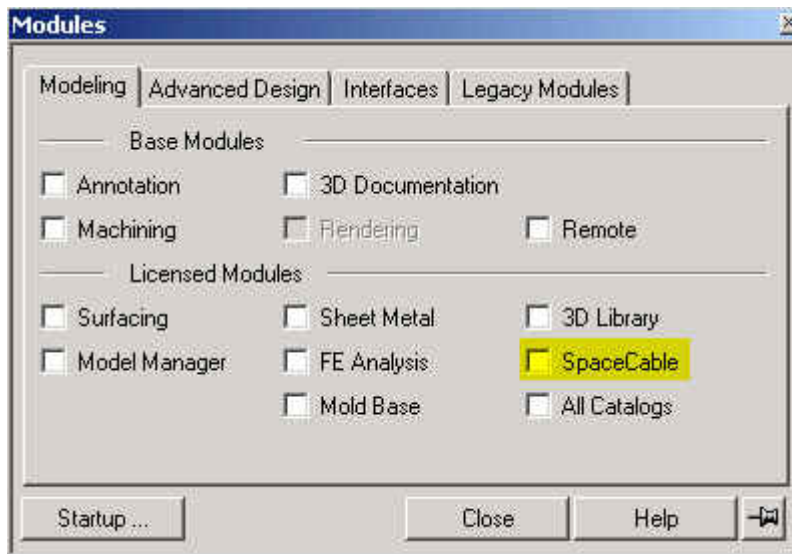 Modules
Modeling Advanced Design Interfaces Legacy Modules
Base Modules
Annotation 3D Documentation
Machining Rendering Remote
Licensed Modules
Surfacing Sheet Metal 3D Library
Model Manager FE Analysis SpaceCable
Mold Base All Catalogs
Startup ... Close Help